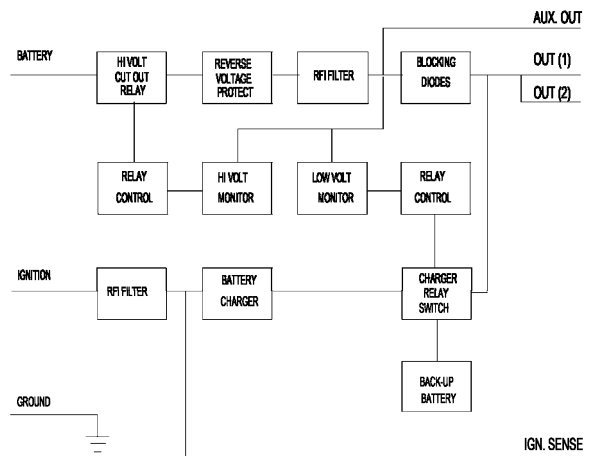 AUX. OUT
BATTERY
HI VOLT
CUT OUT
RELAY
REVERSE
VOLTAGE
PROTECT
RFI FILTER
BLOCKING
DIODES
OUT (1)
OUT (2)
RELAY
CONTROL
HI VOLT
MONITOR
LOW VOLT
MONITOR
RELAY
CONTROL
IGNITION
RFI FILTER
BATTERY
CHARGER
CHARGER
RELAY
SWITCH
BACK-UP
BATTERY
GROUND
IGN. SENSE